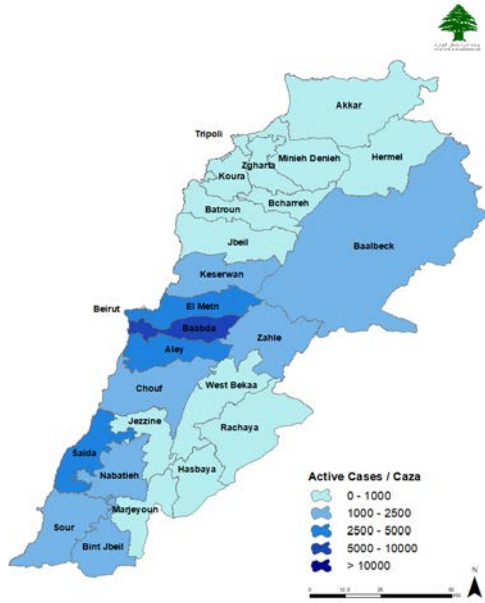 Akkar
Tripoli
Zgharta
Minieh Denieh
Hermel
Koura
Bcharreh
Batroun
Jbeil
Baalbeck
Keserwan
El Metn
Beirut
Baabda
Zahle
Aley
Chouf
West Bekaa
Jezzine
Rachaya
Saida
Hasbaya
Nabatieh
Marjeyoun
Sour
Bint Jbeil
Active Cases / Caza
0 - 1000
1000 - 2500
2500 - 5000
5000 - 10000
> 10000
N